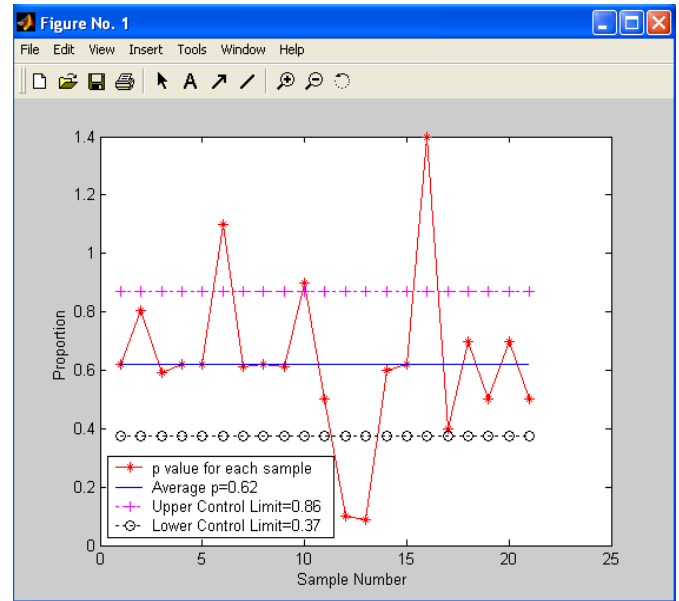 Figure No. 1
File Edit View Insert Tools Window Help
A
1.4
1.2
1
0.8
0.6
0.4
0.2
0
Proportion
p value for each sample
Average p=0.62
Upper Control Limit=0.86
Lower Control Limit=0.37
0 5 10 15 20 25
Sample Number